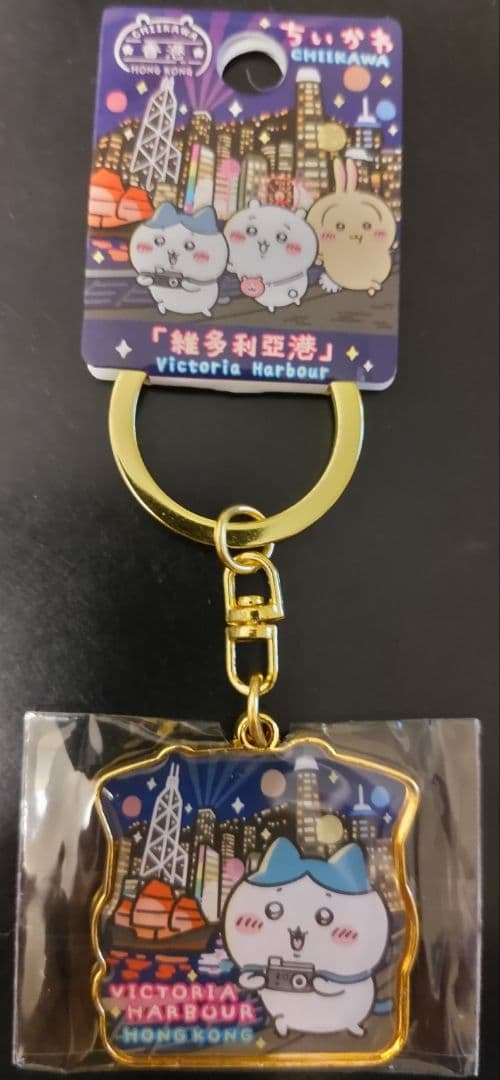 CHIIKAWA
香港
HONG KONG
ちいかわ
CHIIKAWA
「維多利亞港」
Victoria Harbour
VICTORIA
HARBOUR
HONG KONG